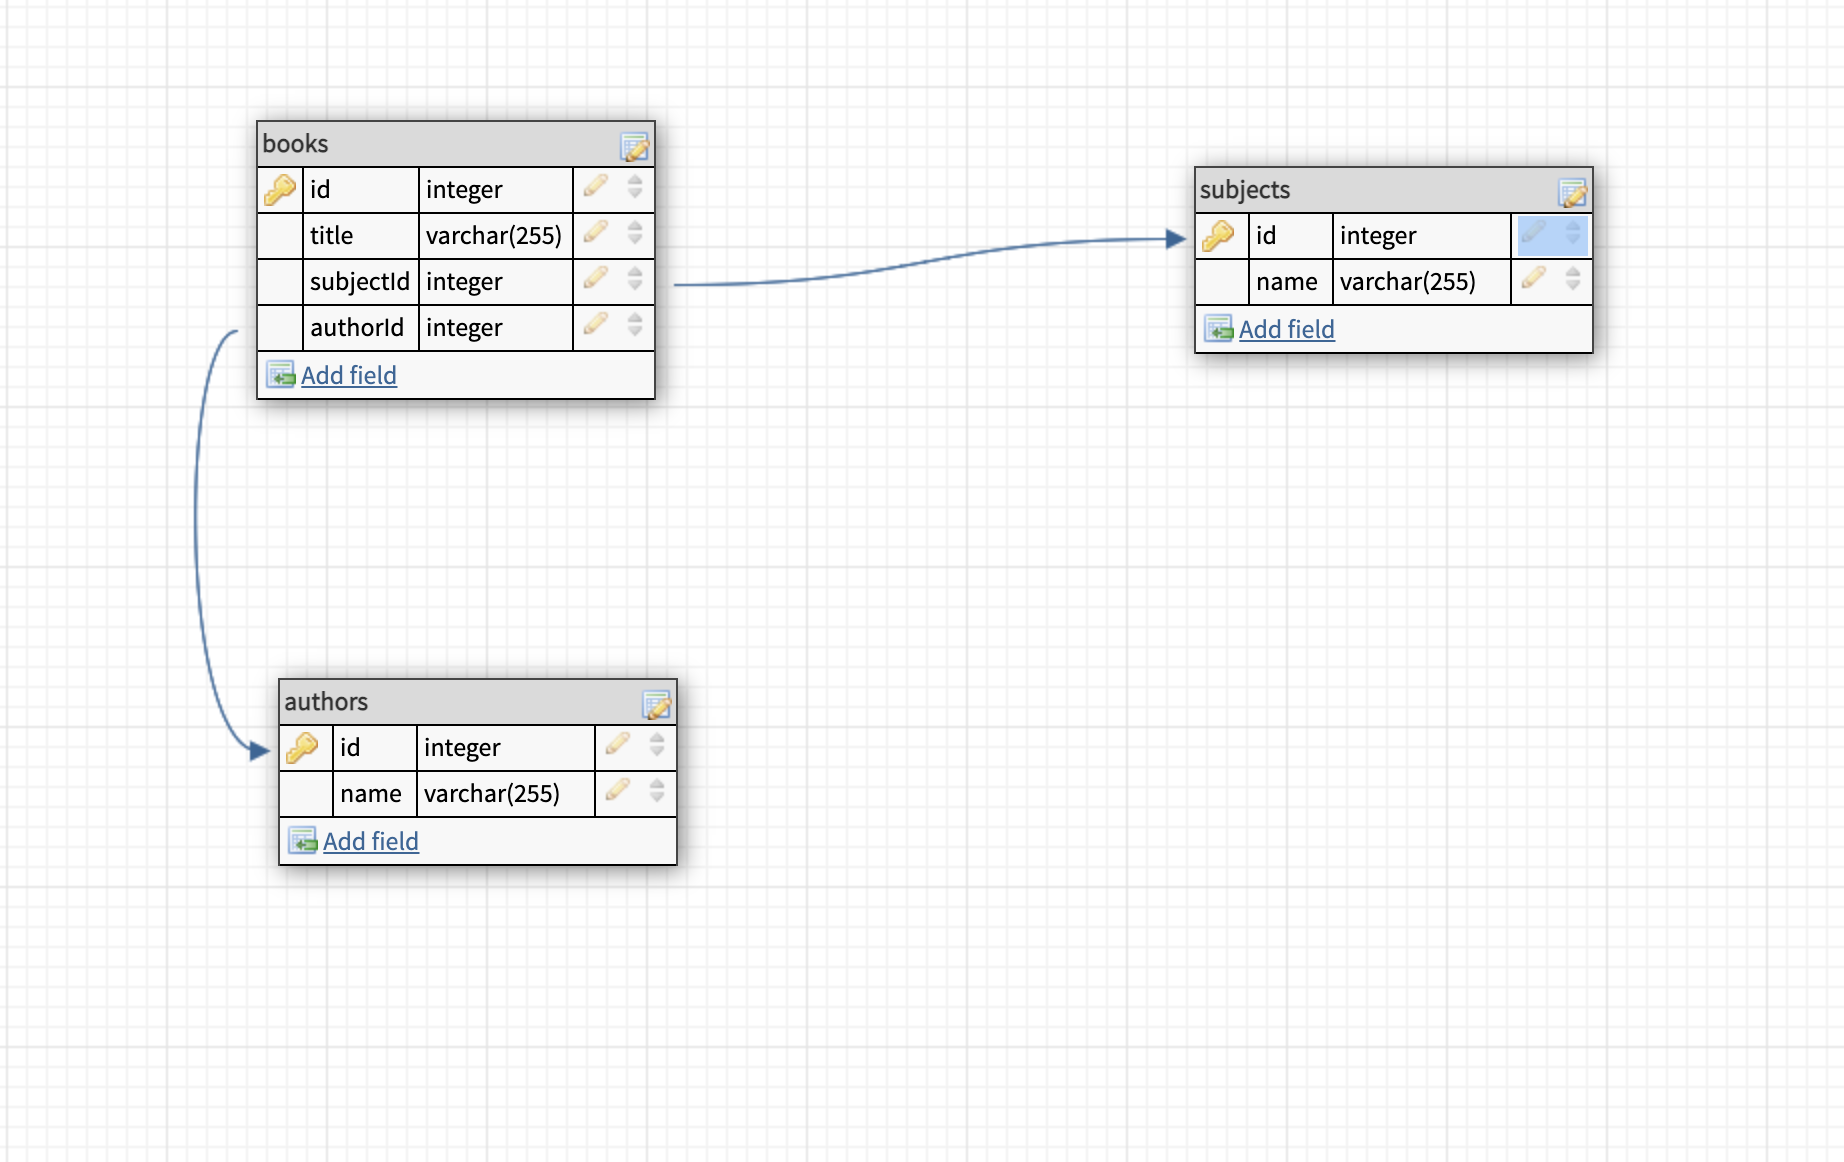 books
id integer
title varchar(255)
subjectId integer
authorId integer
Add field
subjects
id integer
name varchar(255)
Add field
authors
id integer
name varchar(255)
Add field